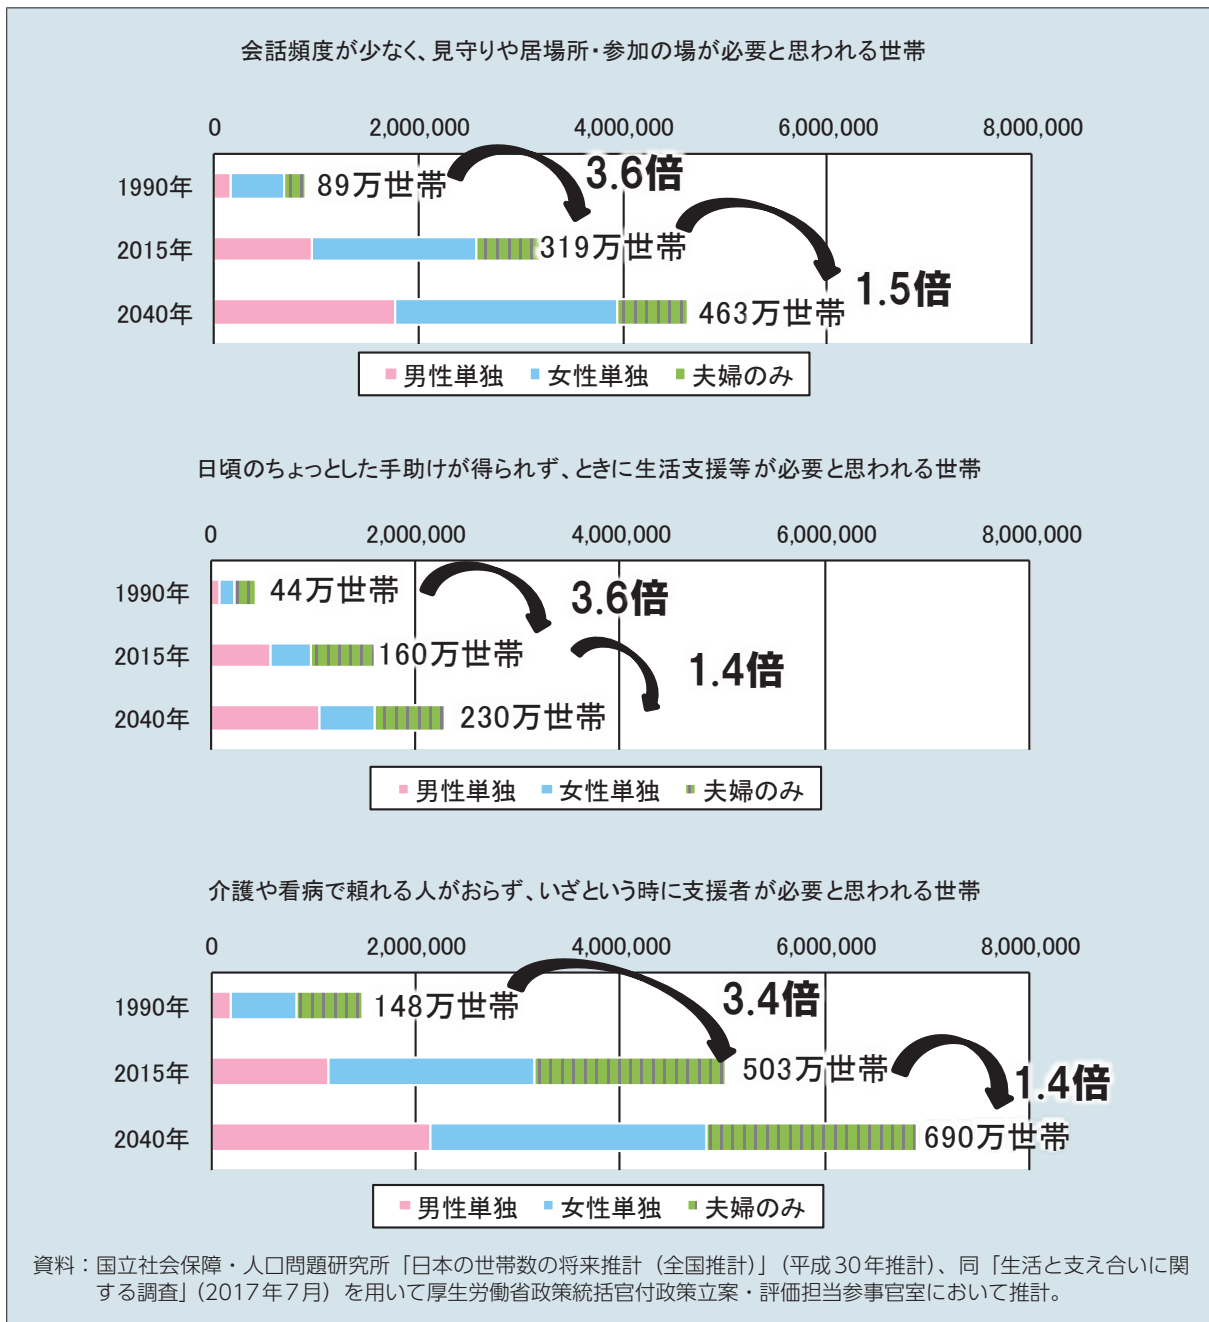 会話頻度が少なく、見守りや居場所・参加の場が必要と思われる世帯
0 2,000,000 4,000,000 6,000,000 8,000,000
1990年 89万世帯 3.6倍
2015年 319万世帯
2040年 463万世帯 1.5倍
男性単独 女性単独 夫婦のみ
日頃のちょっとした手助けが得られず、ときに生活支援等が必要と思われる世帯
0 2,000,000 4,000,000 6,000,000 8,000,000
1990年 44万世帯 3.6倍
2015年 160万世帯 1.4倍
2040年 230万世帯
男性単独 女性単独 夫婦のみ
介護や看病で頼れる人がおらず、いざという時に支援者が必要と思われる世帯
0 2,000,000 4,000,000 6,000,000 8,000,000
1990年 148万世帯 3.4倍
2015年 503万世帯 1.4倍
2040年 690万世帯
男性単独 女性単独 夫婦のみ
資料：国立社会保障・人口問題研究所「日本の世帯数の将来推計（全国推計）」（平成30年推計）、同「生活と支え合いに関
する調査」（2017年7月）を用いて厚生労働省政策統括官付政策立案・評価担当参事官室において推計。